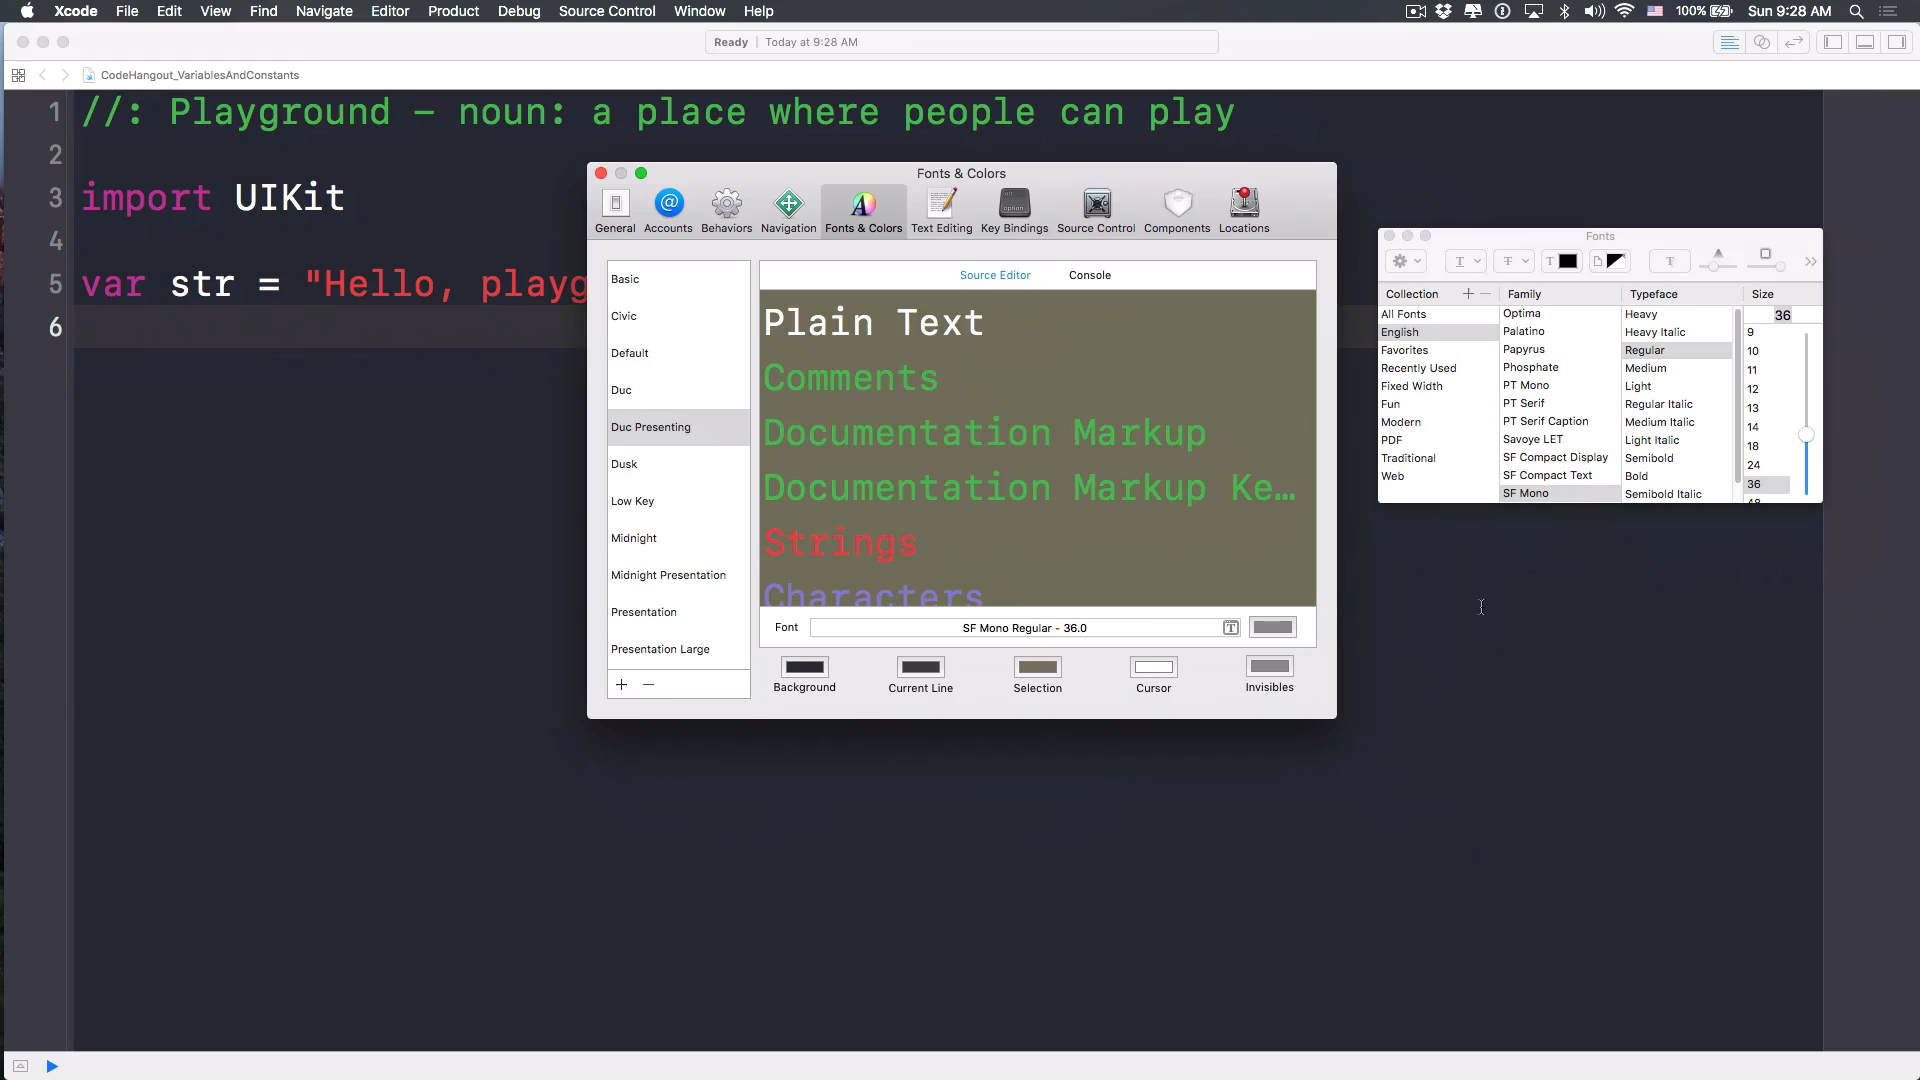 Xcode File Edit View Find Navigate Editor Product Debug Source Control Window Help 100% Sun 9:28 AM
Ready | Today at 9:28 AM
CodeHangout_VariablesAndConstants
1 //: Playground - noun: a place where people can play
2
3 import UIKit
4
5 var str = "Hello, playg
6
Fonts & Colors
General Accounts Behaviors Navigation Fonts & Colors Text Editing Key Bindings Source Control Components Locations
Basic
Civic
Default
Duc
Duc Presenting
Dusk
Low Key
Midnight
Midnight Presentation
Presentation
Presentation Large
+ −
Source Editor Console
Plain Text
Comments
Documentation Markup
Documentation Markup Ke…
Strings
Characters
Font SF Mono Regular - 36.0
Background Current Line Selection Cursor Invisibles
Fonts
Collection + − Family Typeface Size
All Fonts
English
Favorites
Recently Used
Fixed Width
Fun
Modern
PDF
Traditional
Web
Optima
Palatino
Papyrus
Phosphate
PT Mono
PT Serif
PT Serif Caption
Savoye LET
SF Compact Display
SF Compact Text
SF Mono
Heavy
Heavy Italic
Regular
Medium
Light
Regular Italic
Medium Italic
Light Italic
Semibold
Bold
Semibold Italic
36
9
10
11
12
13
14
18
24
36
48